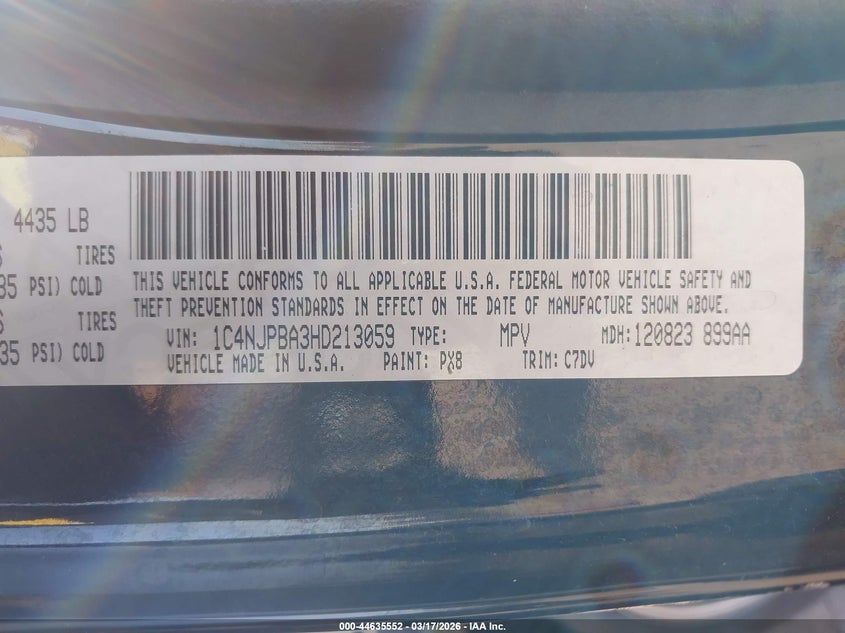 4435 LB
TIRES
35 PSI) COLD
TIRES
35 PSI) COLD
THIS VEHICLE CONFORMS TO ALL APPLICABLE U.S.A. FEDERAL MOTOR VEHICLE SAFETY AND
THEFT PREVENTION STANDARDS IN EFFECT ON THE DATE OF MANUFACTURE SHOWN ABOVE.
VIN: 1C4NJPBA3HD213059 TYPE: MPV MDH: 120823 899AA
VEHICLE MADE IN U.S.A. PAINT: PX8 TRIM: C7DV
000-44635552 - 03/17/2026 - IAA Inc.